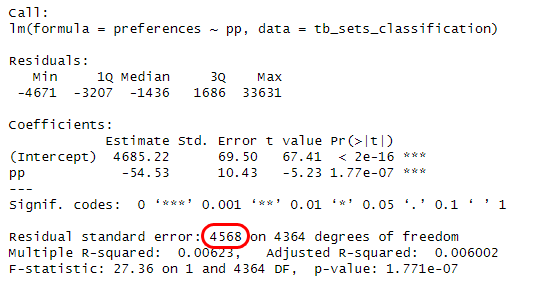 Call:
lm(formula = preferences ~ pp, data = tb_sets_classification)
Residuals:
Min 1Q Median 3Q Max
-4671 -3207 -1436 1686 33631
Coefficients:
Estimate Std. Error t value Pr(>|t|)
(Intercept) 4685.22 69.50 67.41 < 2e-16 ***
pp -54.53 10.43 -5.23 1.77e-07 ***
---
Signif. codes: 0 ‘***’ 0.001 ‘**’ 0.01 ‘*’ 0.05 ‘.’ 0.1 ‘ ’ 1
Residual standard error: 4568 on 4364 degrees of freedom
Multiple R-squared: 0.00623, Adjusted R-squared: 0.006002
F-statistic: 27.36 on 1 and 4364 DF, p-value: 1.771e-07